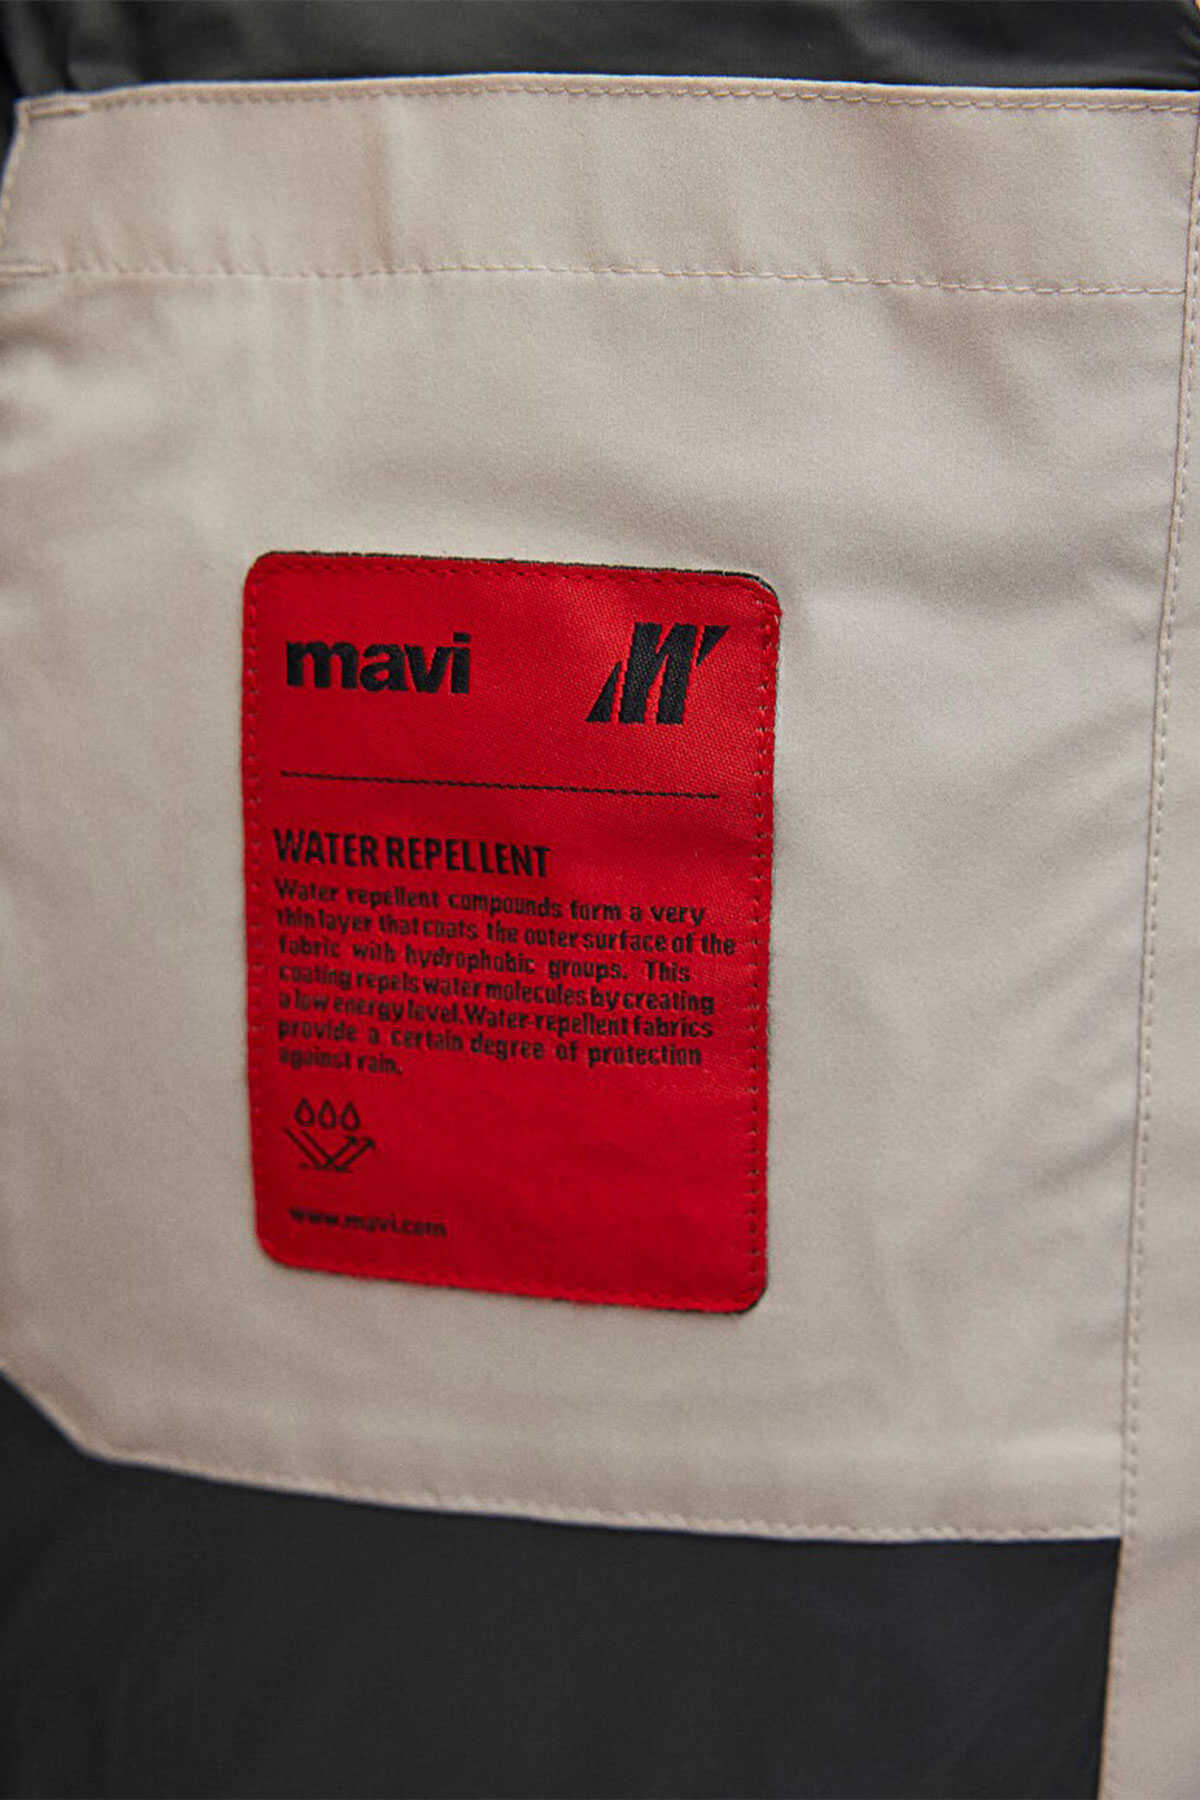 mavi M
WATER REPELLENT
Water repellent compounds form a very
thin layer that coats the outer surface of the
fabric with hydrophobic groups. This
coating repels water molecules by creating
a low energy level. Water-repellent fabrics
provide a certain degree of protection
against rain.
www.mavi.com